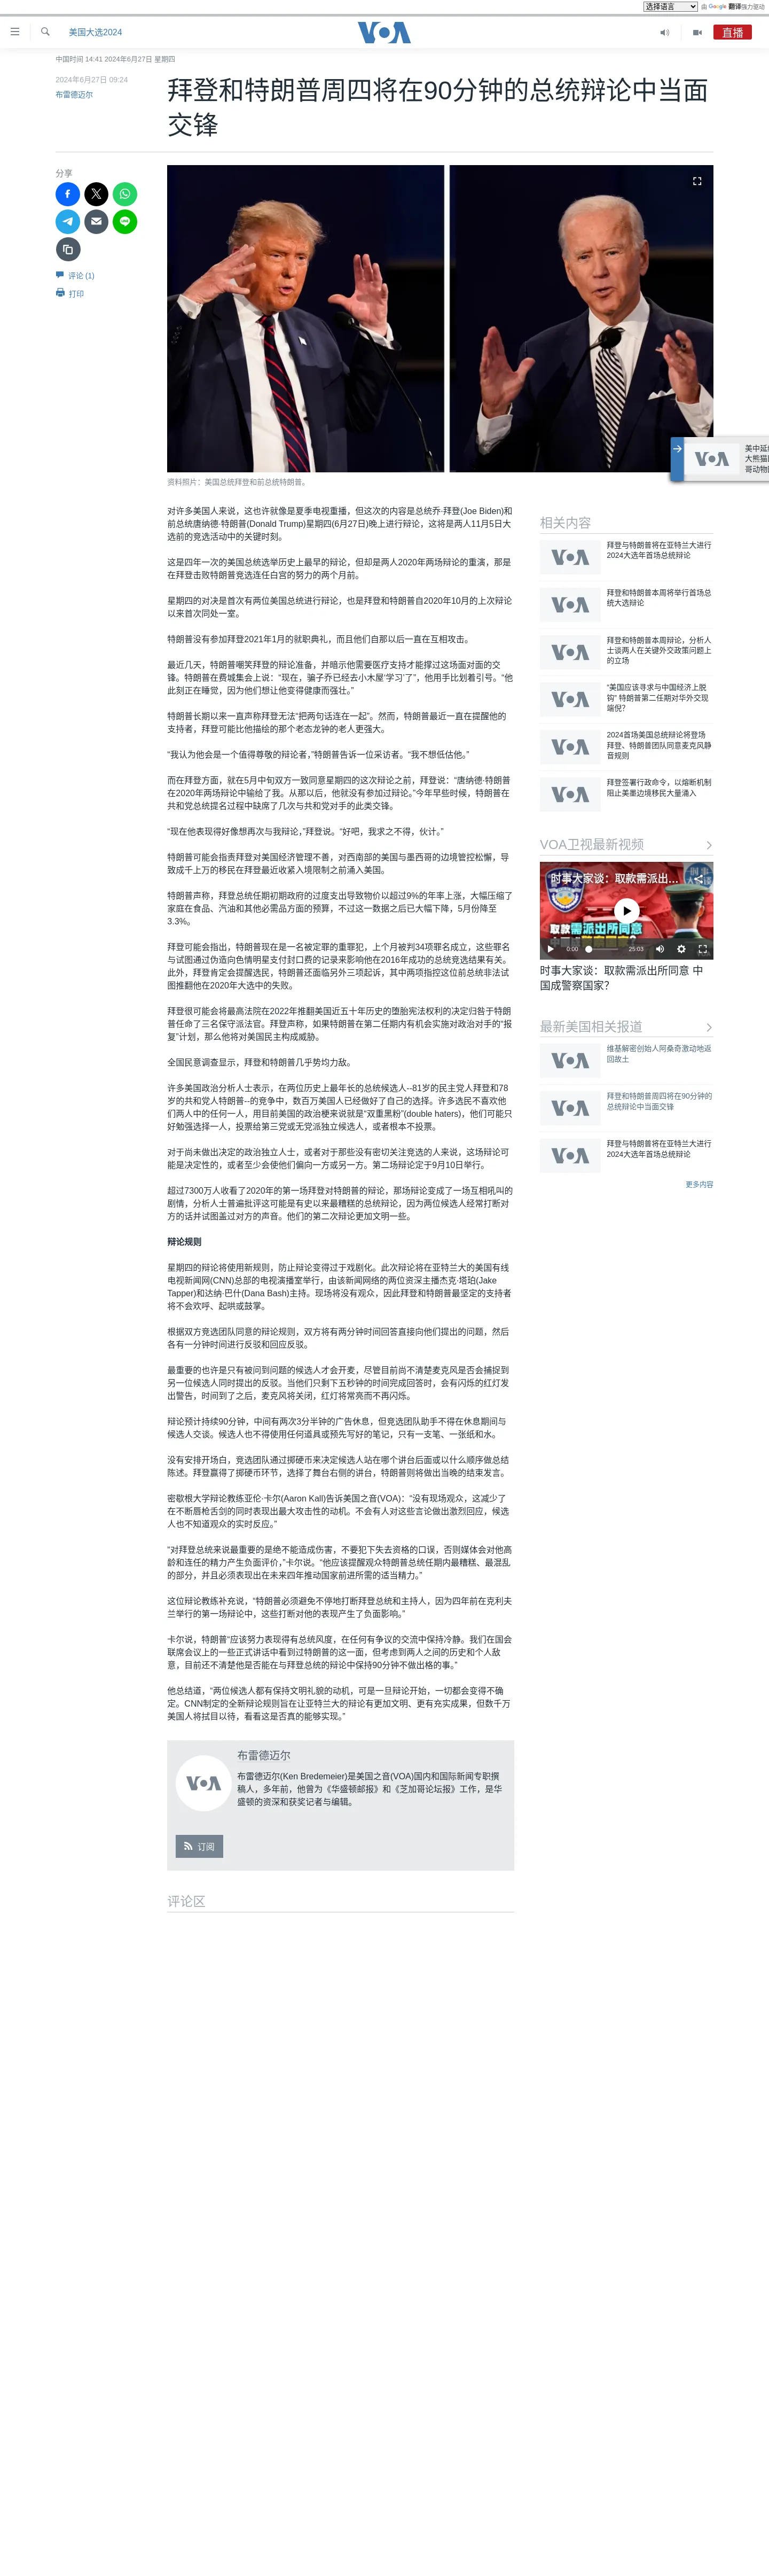 选择语言
由 Google 翻译强力驱动
美国大选2024
VOA
直播
中国时间 14:41 2024年6月27日 星期四
2024年6月27日 09:24
布雷德迈尔
拜登和特朗普周四将在90分钟的总统辩论中当面
交锋
分享
评论 (1)
打印
资料照片：美国总统拜登和前总统特朗普。
VOA
对许多美国人来说，这也许就像是夏季电视重播，但这次的内容是总统乔·拜登(Joe Biden)和
前总统唐纳德·特朗普(Donald Trump)星期四(6月27日)晚上进行辩论，这将是两人11月5日大
选前的竞选活动中的关键时刻。
这是四年一次的美国总统选举历史上最早的辩论，但却是两人2020年两场辩论的重演，那是
在拜登击败特朗普竞选连任白宫的努力的两个月前。
星期四的对决是首次有两位美国总统进行辩论，也是拜登和特朗普自2020年10月的上次辩论
以来首次同处一室。
特朗普没有参加拜登2021年1月的就职典礼，而且他们自那以后一直在互相攻击。
最近几天，特朗普嘲笑拜登的辩论准备，并暗示他需要医疗支持才能撑过这场面对面的交
锋。特朗普在费城集会上说：“现在，骗子乔已经去小木屋‘学习’了”，他用手比划着引号。“他
此刻正在睡觉，因为他们想让他变得健康而强壮。”
特朗普长期以来一直声称拜登无法“把两句话连在一起”。然而，特朗普最近一直在提醒他的
支持者，拜登可能比他描绘的那个老态龙钟的老人更强大。
“我认为他会是一个值得尊敬的辩论者，”特朗普告诉一位采访者。“我不想低估他。”
而在拜登方面，就在5月中旬双方一致同意星期四的这次辩论之前，拜登说：“唐纳德·特朗普
在2020年两场辩论中输给了我。从那以后，他就没有参加过辩论。”今年早些时候，特朗普在
共和党总统提名过程中缺席了几次与共和党对手的此类交锋。
“现在他表现得好像想再次与我辩论，”拜登说。“好吧，我求之不得，伙计。”
特朗普可能会指责拜登对美国经济管理不善，对西南部的美国与墨西哥的边境管控松懈，导
致成千上万的移民在拜登最近收紧入境限制之前涌入美国。
特朗普声称，拜登总统任期初期政府的过度支出导致物价以超过9%的年率上涨，大幅压缩了
家庭在食品、汽油和其他必需品方面的预算，不过这一数据之后已大幅下降，5月份降至
3.3%。
拜登可能会指出，特朗普现在是一名被定罪的重罪犯，上个月被判34项罪名成立，这些罪名
与试图通过伪造向色情明星支付封口费的记录来影响他在2016年成功的总统竞选结果有关。
此外，拜登肯定会提醒选民，特朗普还面临另外三项起诉，其中两项指控这位前总统非法试
图推翻他在2020年大选中的失败。
拜登很可能会将最高法院在2022年推翻美国近五十年历史的堕胎宪法权利的决定归咎于特朗
普任命了三名保守派法官。拜登声称，如果特朗普在第二任期内有机会实施对政治对手的“报
复”计划，那么他将对美国民主构成威胁。
全国民意调查显示，拜登和特朗普几乎势均力敌。
许多美国政治分析人士表示，在两位历史上最年长的总统候选人--81岁的民主党人拜登和78
岁的共和党人特朗普--的竞争中，数百万美国人已经做好了自己的选择。许多选民不喜欢他
们两人中的任何一人，用目前美国的政治梗来说就是“双重黑粉”(double haters)，他们可能只
好勉强选择一人，投票给第三党或无党派独立候选人，或者根本不投票。
对于尚未做出决定的政治独立人士，或者对于那些没有密切关注竞选的人来说，这场辩论可
能是决定性的，或者至少会使他们偏向一方或另一方。第二场辩论定于9月10日举行。
超过7300万人收看了2020年的第一场拜登对特朗普的辩论，那场辩论变成了一场互相吼叫的
剧情，分析人士普遍批评这可能是有史以来最糟糕的总统辩论，因为两位候选人经常打断对
方的话并试图盖过对方的声音。他们的第二次辩论更加文明一些。
辩论规则
星期四的辩论将使用新规则，防止辩论变得过于戏剧化。此次辩论将在亚特兰大的美国有线
电视新闻网(CNN)总部的电视演播室举行，由该新闻网络的两位资深主播杰克·塔珀(Jake
Tapper)和达纳·巴什(Dana Bash)主持。现场将没有观众，因此拜登和特朗普最坚定的支持者
将不会欢呼、起哄或鼓掌。
根据双方竞选团队同意的辩论规则，双方将有两分钟时间回答直接向他们提出的问题，然后
各有一分钟时间进行反驳和回应反驳。
最重要的也许是只有被问到问题的候选人才会开麦，尽管目前尚不清楚麦克风是否会捕捉到
另一位候选人同时提出的反驳。当他们只剩下五秒钟的时间完成回答时，会有闪烁的红灯发
出警告，时间到了之后，麦克风将关闭，红灯将常亮而不再闪烁。
辩论预计持续90分钟，中间有两次3分半钟的广告休息，但竞选团队助手不得在休息期间与
候选人交谈。候选人也不得使用任何道具或预先写好的笔记，只有一支笔、一张纸和水。
没有安排开场白，竞选团队通过掷硬币来决定候选人站在哪个讲台后面或以什么顺序做总结
陈述。拜登赢得了掷硬币环节，选择了舞台右侧的讲台，特朗普则将做出当晚的结束发言。
密歇根大学辩论教练亚伦·卡尔(Aaron Kall)告诉美国之音(VOA)：“没有现场观众，这减少了
在不断唇枪舌剑的同时表现出最大攻击性的动机。不会有人对这些言论做出激烈回应，候选
人也不知道观众的实时反应。”
“对拜登总统来说最重要的是绝不能造成伤害，不要犯下失去资格的口误，否则媒体会对他高
龄和连任的精力产生负面评价，”卡尔说。“他应该提醒观众特朗普总统任期内最糟糕、最混乱
的部分，并且必须表现出在未来四年推动国家前进所需的适当精力。”
这位辩论教练补充说，“特朗普必须避免不停地打断拜登总统和主持人，因为四年前在克利夫
兰举行的第一场辩论中，这些打断对他的表现产生了负面影响。”
卡尔说，特朗普“应该努力表现得有总统风度，在任何有争议的交流中保持冷静。我们在国会
联席会议上的一些正式讲话中看到过特朗普的这一面，但考虑到两人之间的历史和个人敌
意，目前还不清楚他是否能在与拜登总统的辩论中保持90分钟不做出格的事。”
他总结道，“两位候选人都有保持文明礼貌的动机，可是一旦辩论开始，一切都会变得不确
定。CNN制定的全新辩论规则旨在让亚特兰大的辩论有更加文明、更有充实成果，但数千万
美国人将拭目以待，看看这是否真的能够实现。”
VOA
布雷德迈尔
布雷德迈尔(Ken Bredemeier)是美国之音(VOA)国内和国际新闻专职撰
稿人，多年前，他曾为《华盛顿邮报》和《芝加哥论坛报》工作，是华
盛顿的资深和获奖记者与编辑。
订阅
评论区
相关内容
VOA
拜登与特朗普将在亚特兰大进行
2024大选年首场总统辩论
VOA
拜登和特朗普本周将举行首场总
统大选辩论
VOA
拜登和特朗普本周辩论，分析人
士谈两人在关键外交政策问题上
的立场
VOA
“美国应该寻求与中国经济上脱
钩” 特朗普第二任期对华外交现
端倪？
VOA
2024首场美国总统辩论将登场
拜登、特朗普团队同意麦克风静
音规则
VOA
拜登签署行政命令，以熔断机制
阻止美墨边境移民大量涌入
VOA卫视最新视频
时事大家谈：取款需派出...
取款需派出所同意
0:00
25:03
时事大家谈：取款需派出所同意 中
国成警察国家？
最新美国相关报道
VOA
维基解密创始人阿桑奇激动地返
回故土
VOA
拜登和特朗普周四将在90分钟的
总统辩论中当面交锋
VOA
拜登与特朗普将在亚特兰大进行
2024大选年首场总统辩论
更多内容